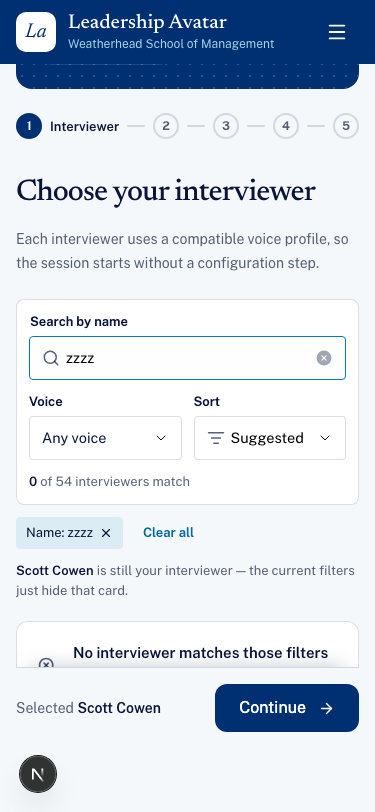 La
Leadership Avatar
Weatherhead School of Management
1 Interviewer 2 3 4 5
Choose your interviewer
Each interviewer uses a compatible voice profile, so
the session starts without a configuration step.
Search by name
zzzz
Voice Sort
Any voice Suggested
0 of 54 interviewers match
Name: zzzz Clear all
Scott Cowen is still your interviewer — the current filters
just hide that card.
No interviewer matches those filters
Selected Scott Cowen Continue
N